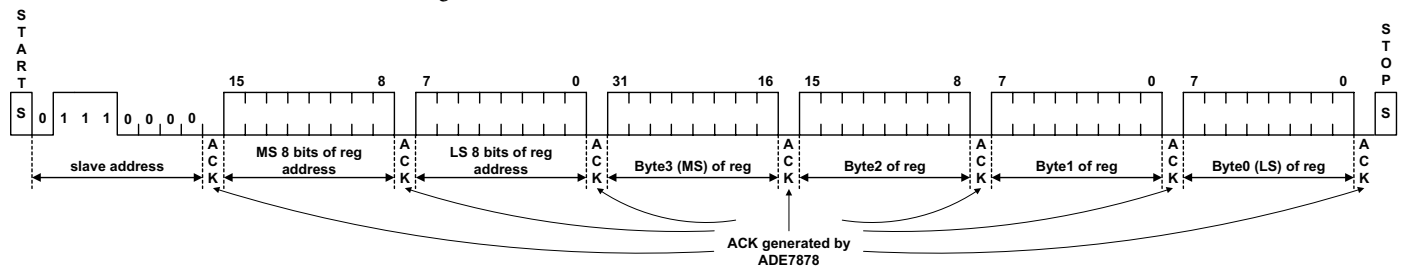 g
START
STOP
15 8 7 0 31 16 15 8 7 0 7 0
S 0 1 1 1 0 0 0 0 S
ACK ACK ACK ACK ACK ACK ACK
slave address
MS 8 bits of reg
address
LS 8 bits of reg
address
Byte3 (MS) of reg
Byte2 of reg
Byte1 of reg
Byte0 (LS) of reg
ACK generated by
ADE7878